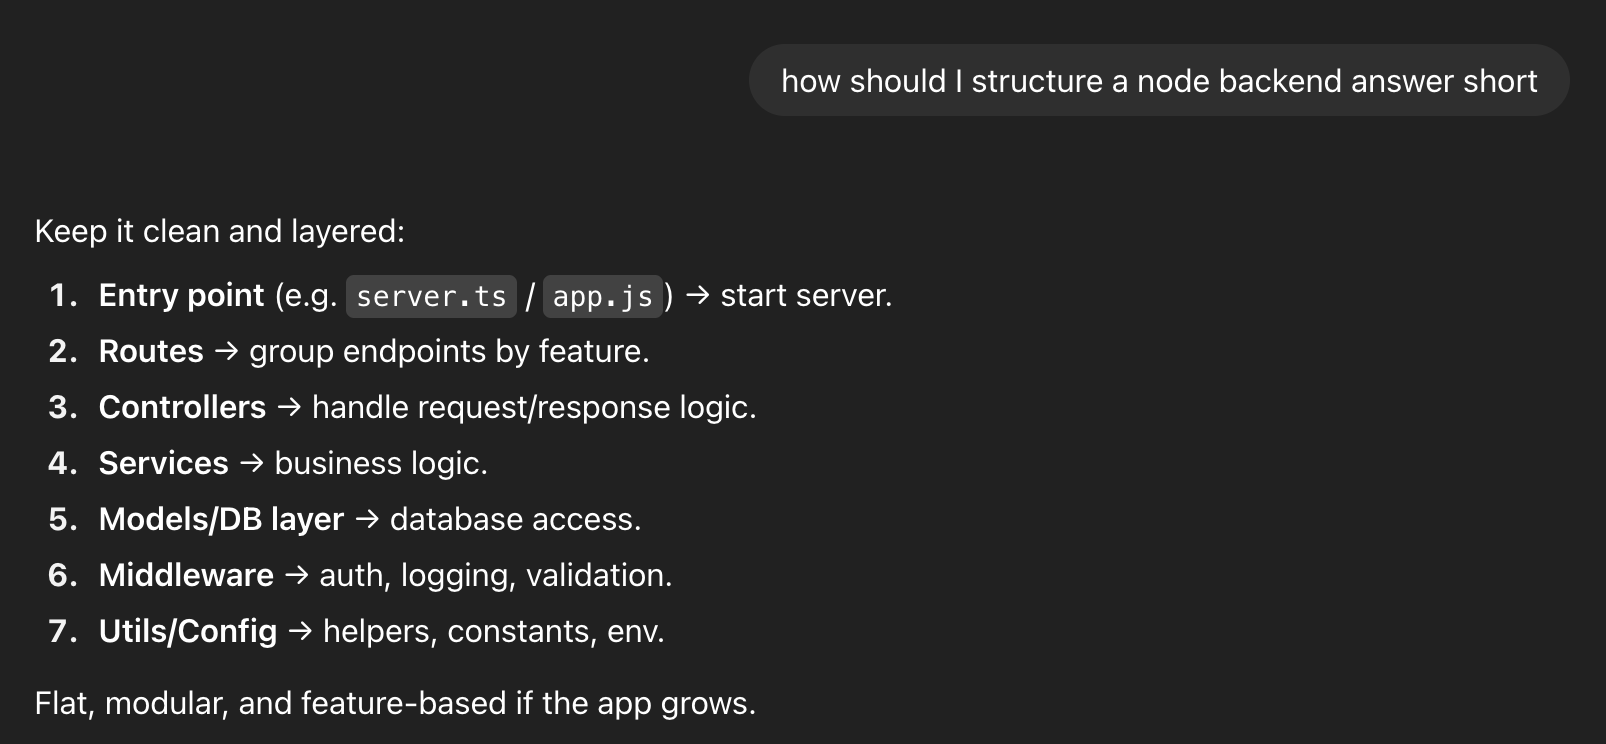 how should I structure a node backend answer short
Keep it clean and layered:
1. Entry point (e.g. server.ts / app.js) → start server.
2. Routes → group endpoints by feature.
3. Controllers → handle request/response logic.
4. Services → business logic.
5. Models/DB layer → database access.
6. Middleware → auth, logging, validation.
7. Utils/Config → helpers, constants, env.
Flat, modular, and feature-based if the app grows.